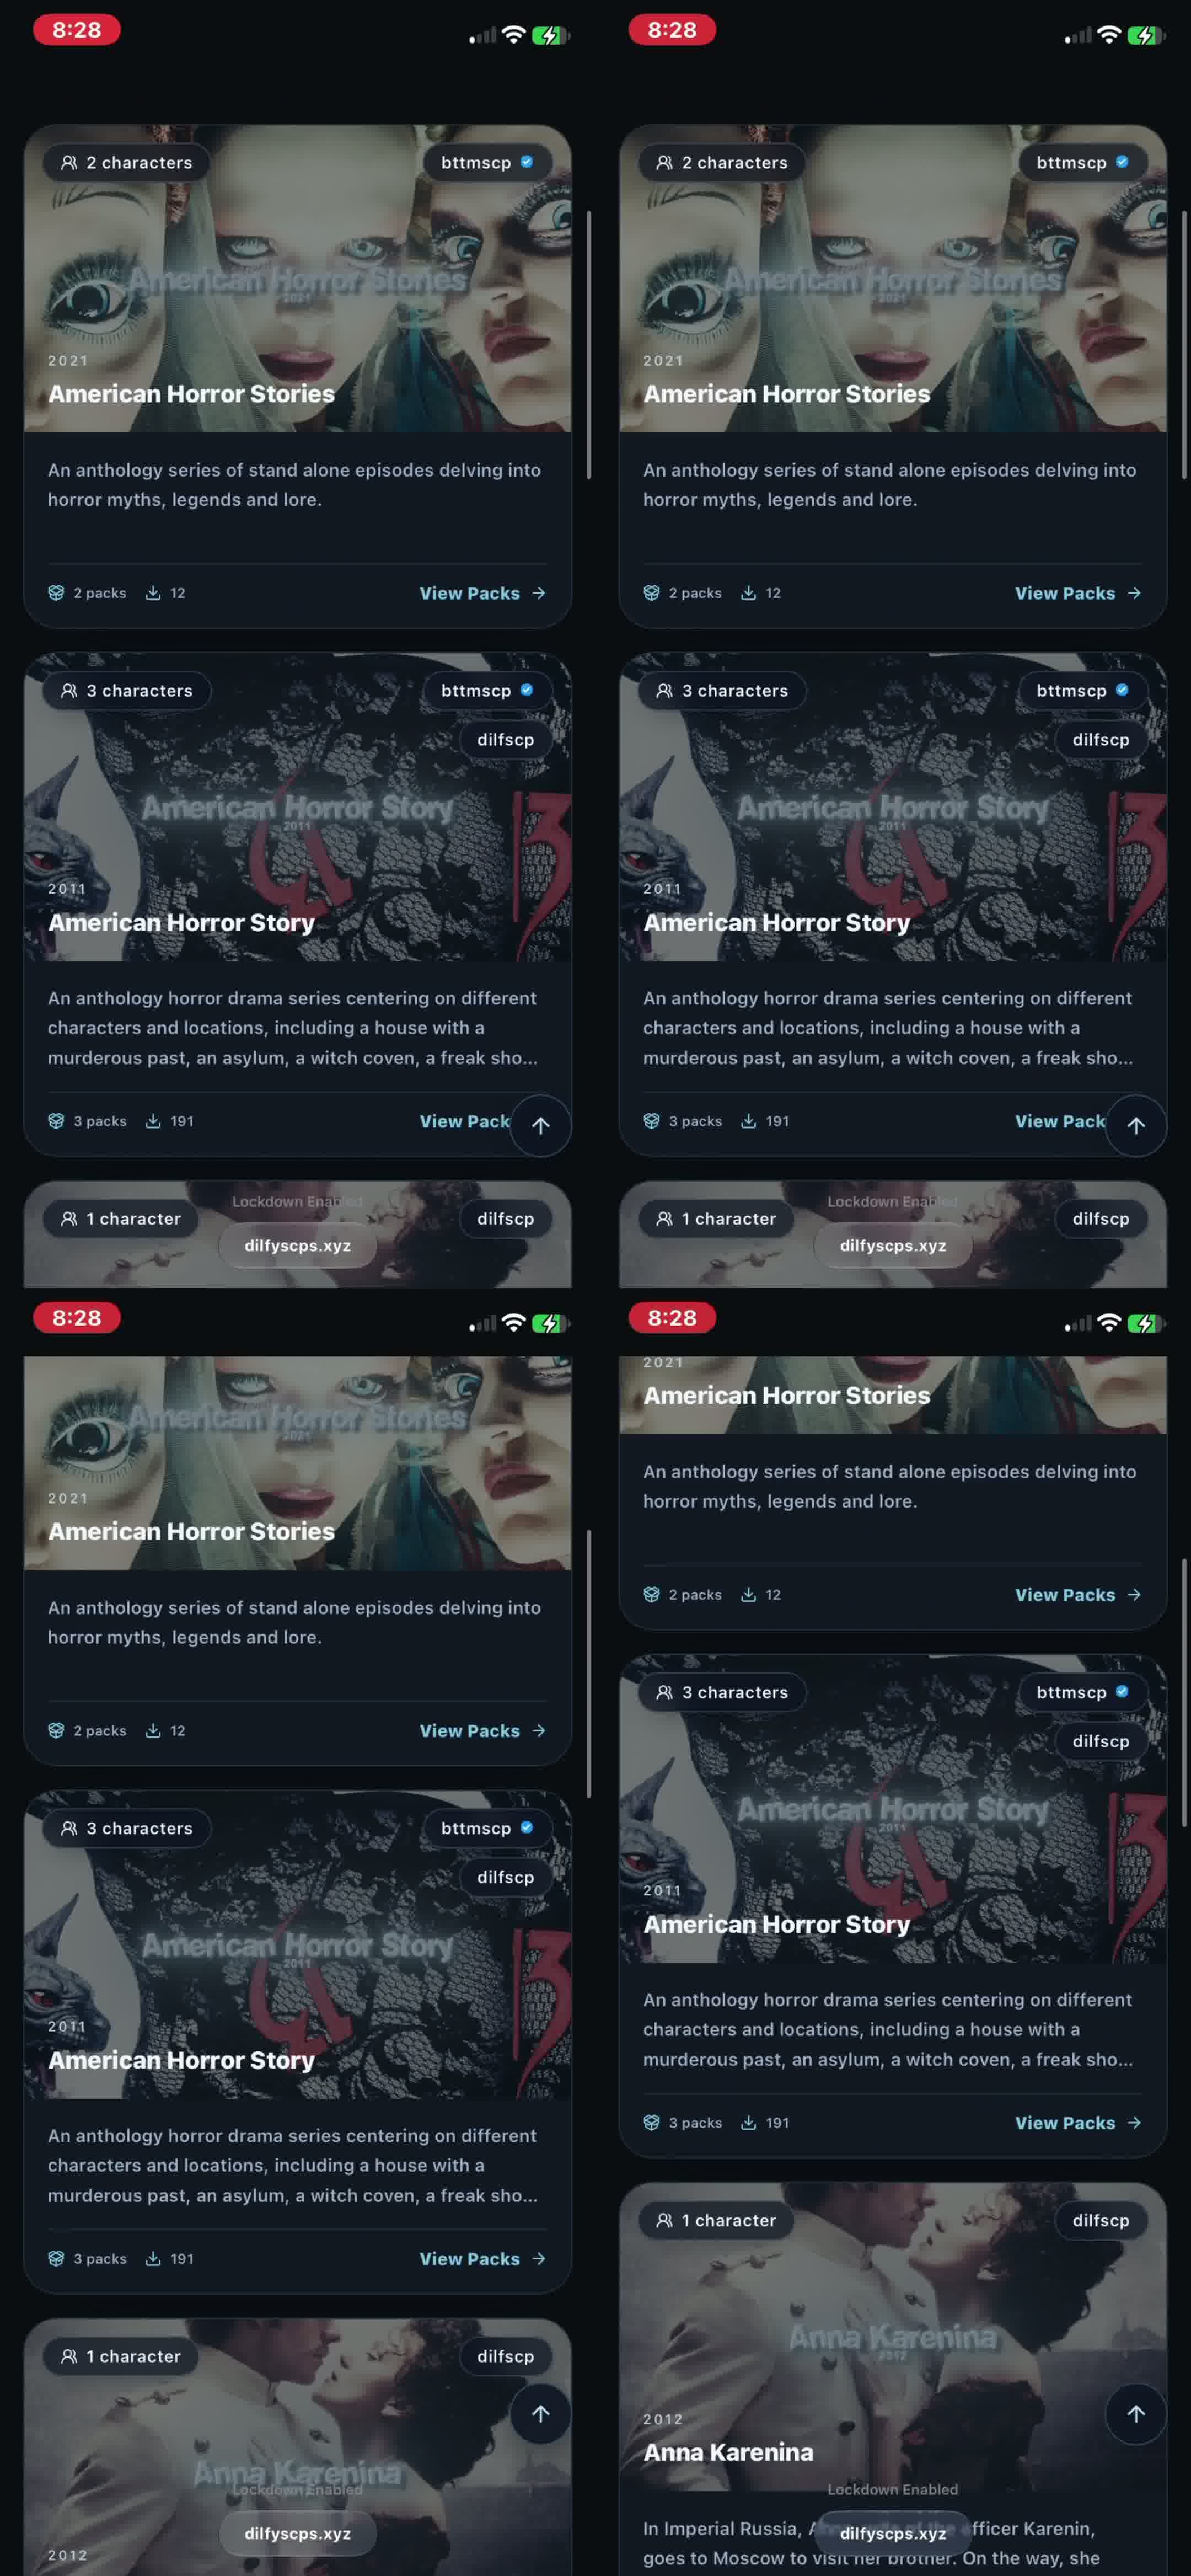 8:28
2 characters
bttmscp
American Horror Stories
2021
2021
American Horror Stories
An anthology series of stand alone episodes delving into
horror myths, legends and lore.
2 packs 12 View Packs →
3 characters
bttmscp
dilfscp
American Horror Story
2011
2011
American Horror Story
An anthology horror drama series centering on different
characters and locations, including a house with a
murderous past, an asylum, a witch coven, a freak sho...
3 packs 191 View Pack
Lockdown Enabled
1 character
dilfscp
dilfyscps.xyz
8:28
2 characters
bttmscp
American Horror Stories
2021
2021
American Horror Stories
An anthology series of stand alone episodes delving into
horror myths, legends and lore.
2 packs 12 View Packs →
3 characters
bttmscp
dilfscp
American Horror Story
2011
2011
American Horror Story
An anthology horror drama series centering on different
characters and locations, including a house with a
murderous past, an asylum, a witch coven, a freak sho...
3 packs 191 View Pack
Lockdown Enabled
1 character
dilfscp
dilfyscps.xyz
8:28
American Horror Stories
2021
2021
American Horror Stories
An anthology series of stand alone episodes delving into
horror myths, legends and lore.
2 packs 12 View Packs →
3 characters
bttmscp
dilfscp
American Horror Story
2011
2011
American Horror Story
An anthology horror drama series centering on different
characters and locations, including a house with a
murderous past, an asylum, a witch coven, a freak sho...
3 packs 191 View Packs →
1 character
dilfscp
Anna Karenina
Lockdown Enabled
dilfyscps.xyz
2012
8:28
2021
American Horror Stories
An anthology series of stand alone episodes delving into
horror myths, legends and lore.
2 packs 12 View Packs →
3 characters
bttmscp
dilfscp
American Horror Story
2011
2011
American Horror Story
An anthology horror drama series centering on different
characters and locations, including a house with a
murderous past, an asylum, a witch coven, a freak sho...
3 packs 191 View Packs →
1 character
dilfscp
Anna Karenina
2012
2012
Anna Karenina
Lockdown Enabled
In Imperial Russia, fficer Karenin,
dilfyscps.xyz
goes to Moscow to visit her brother. On the way, she